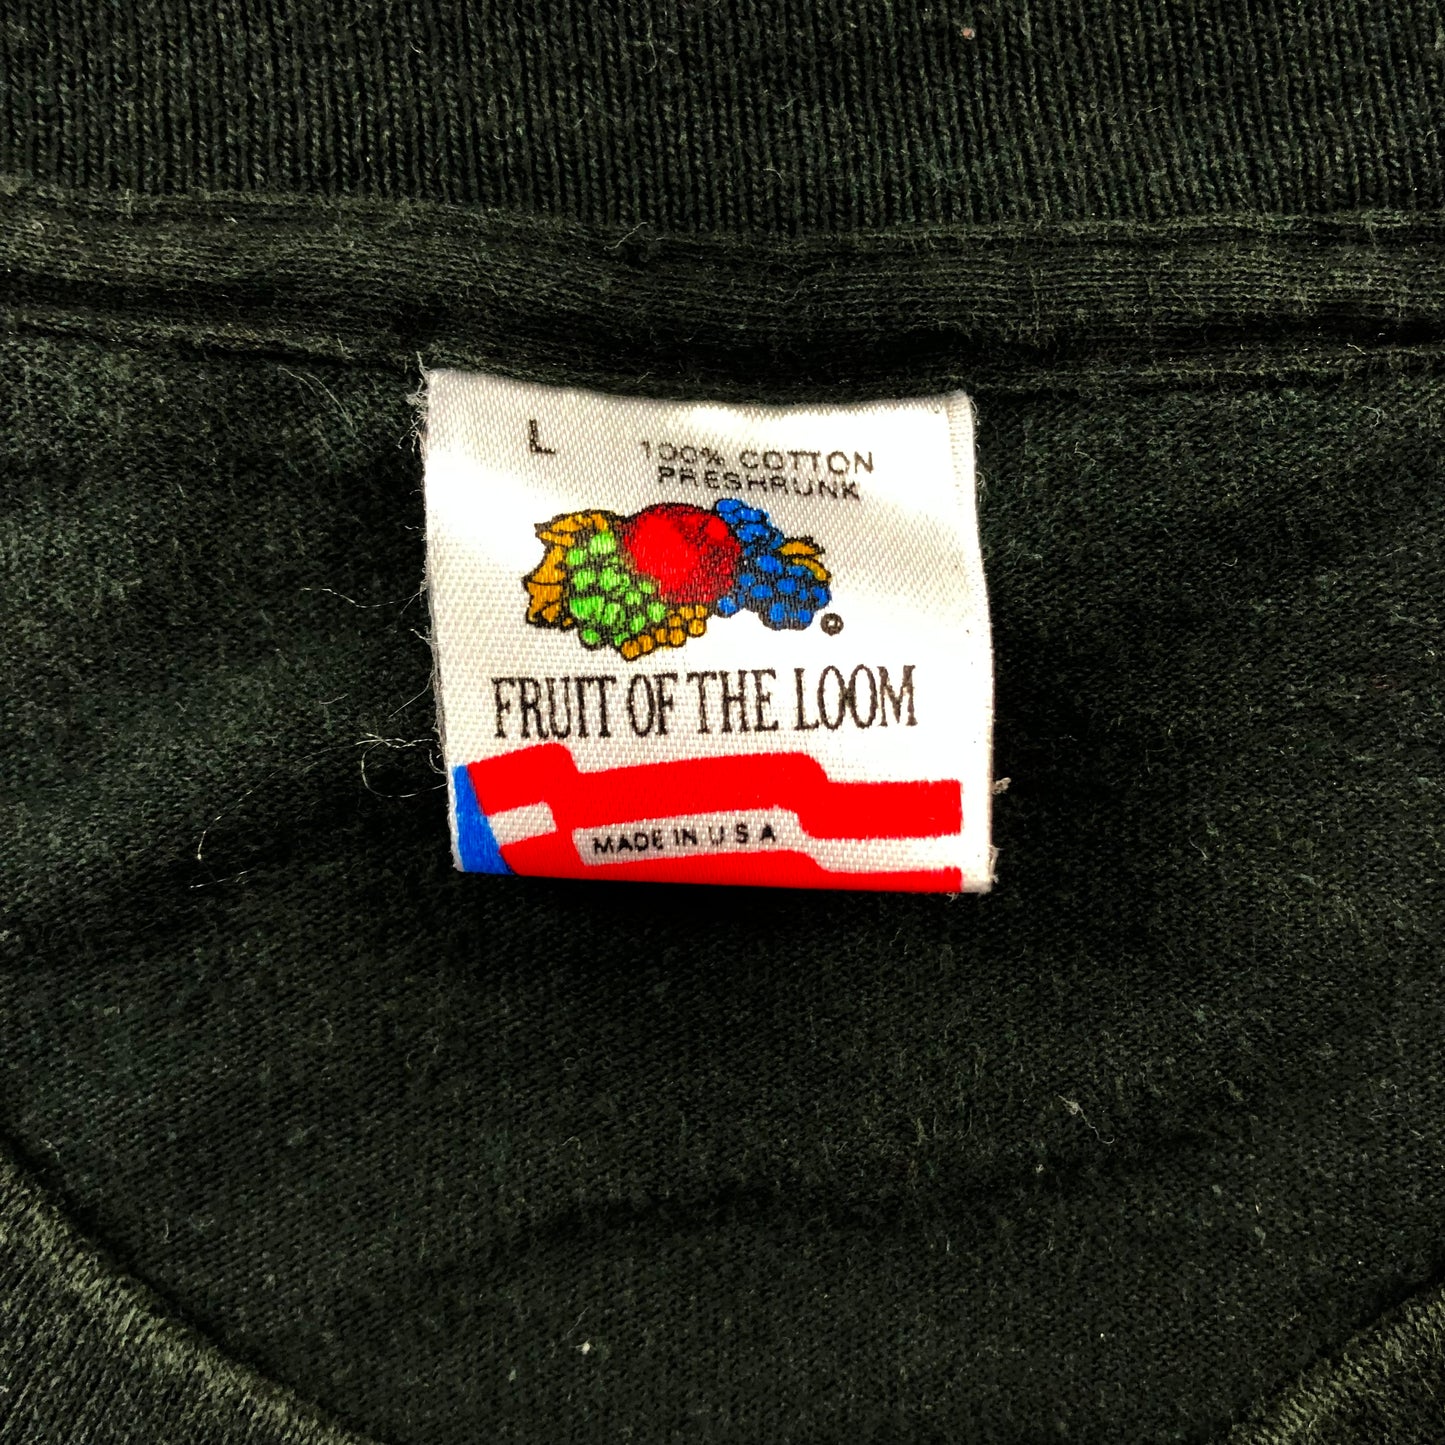 L
100% COTTON
PRESHRUNK
®
FRUIT OF THE LOOM
MADE IN U S A